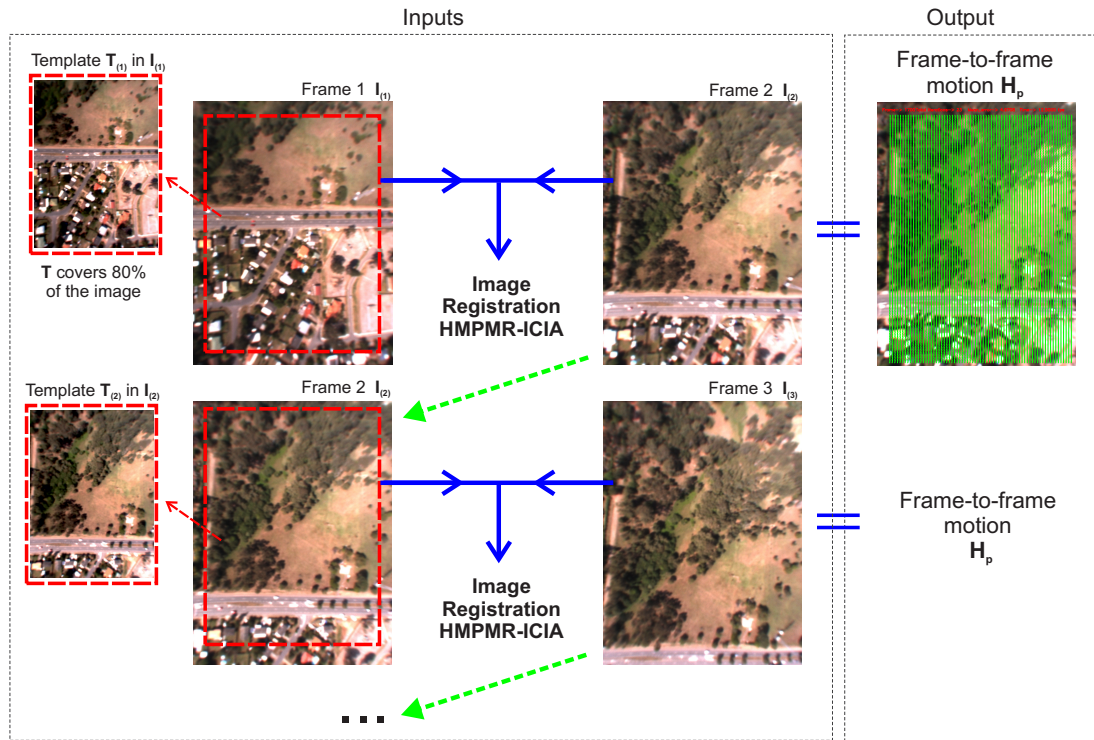 Inputs
Output
Template T(1) in I(1)
Frame 1 I(1)
Frame 2 I(2)
Frame-to-frame
motion Hp
T covers 80%
of the image
Image
Registration
HMPMR-ICIA
Template T(2) in I(2)
Frame 2 I(2)
Frame 3 I(3)
Frame-to-frame
motion
Hp
Image
Registration
HMPMR-ICIA
...